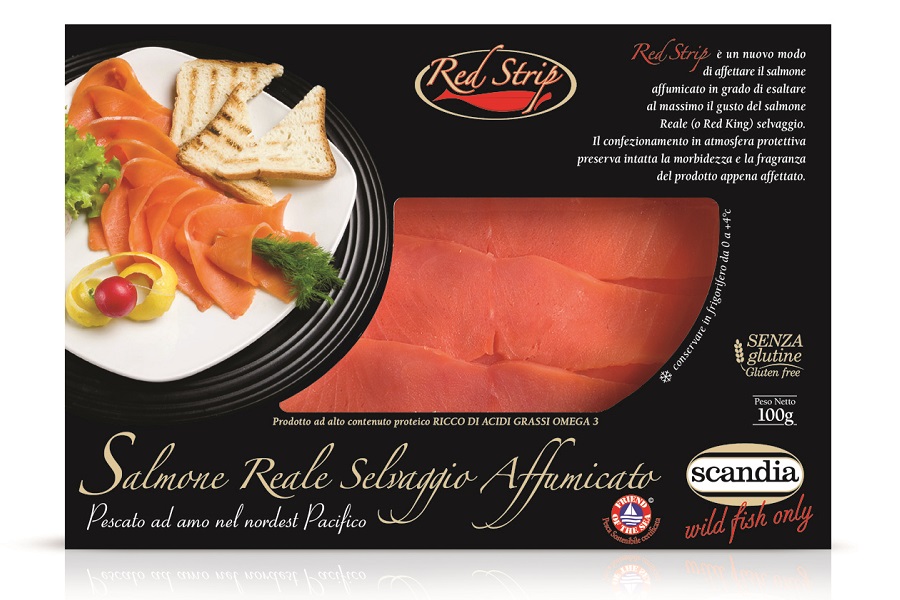 Red Strip
Red Strip è un nuovo modo
di affettare il salmone
affumicato in grado di esaltare
al massimo il gusto del salmone
Reale (o Red King) selvaggio.
Il confezionamento in atmosfera protettiva
preserva intatta la morbidezza e la fragranza
del prodotto appena affettato.
conservare in frigorifero da 0 a +4°c
SENZA
glutine
Gluten free
Peso Netto
100g
Prodotto ad alto contenuto proteico RICCO DI ACIDI GRASSI OMEGA 3
Salmone Reale Selvaggio Affumicato
Pescato ad amo nel nordest Pacifico
FRIEND
OF THE SEA
Pesca Sostenibile certificata
scandia
wild fish only